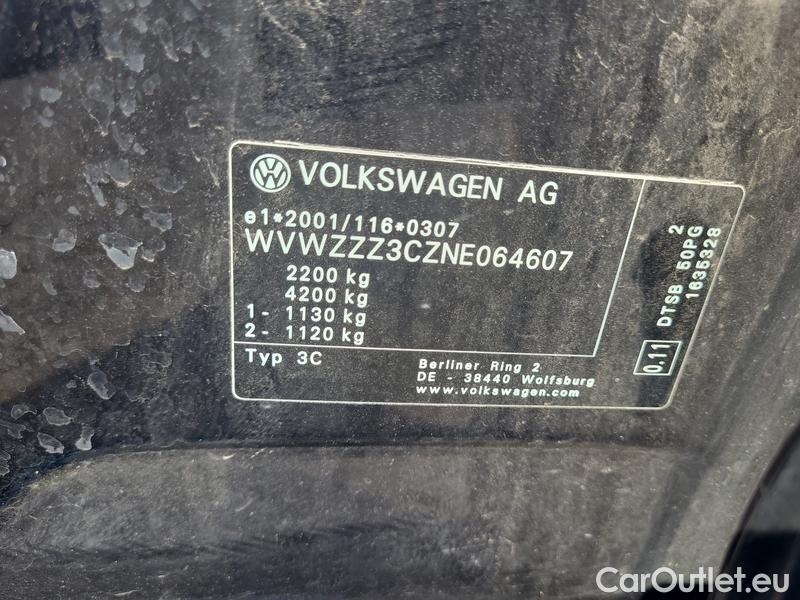 VOLKSWAGEN AG
e1*2001/116*0307
WVWZZZ3CZNE064607
2200 kg
4200 kg
1- 1130 kg
2- 1120 kg
Typ 3C
Berliner Ring 2
DE - 38440 Wolfsburg
www.volkswagen.com
0.11
DTSB 50PG 2
1635328
CarOutlet.eu